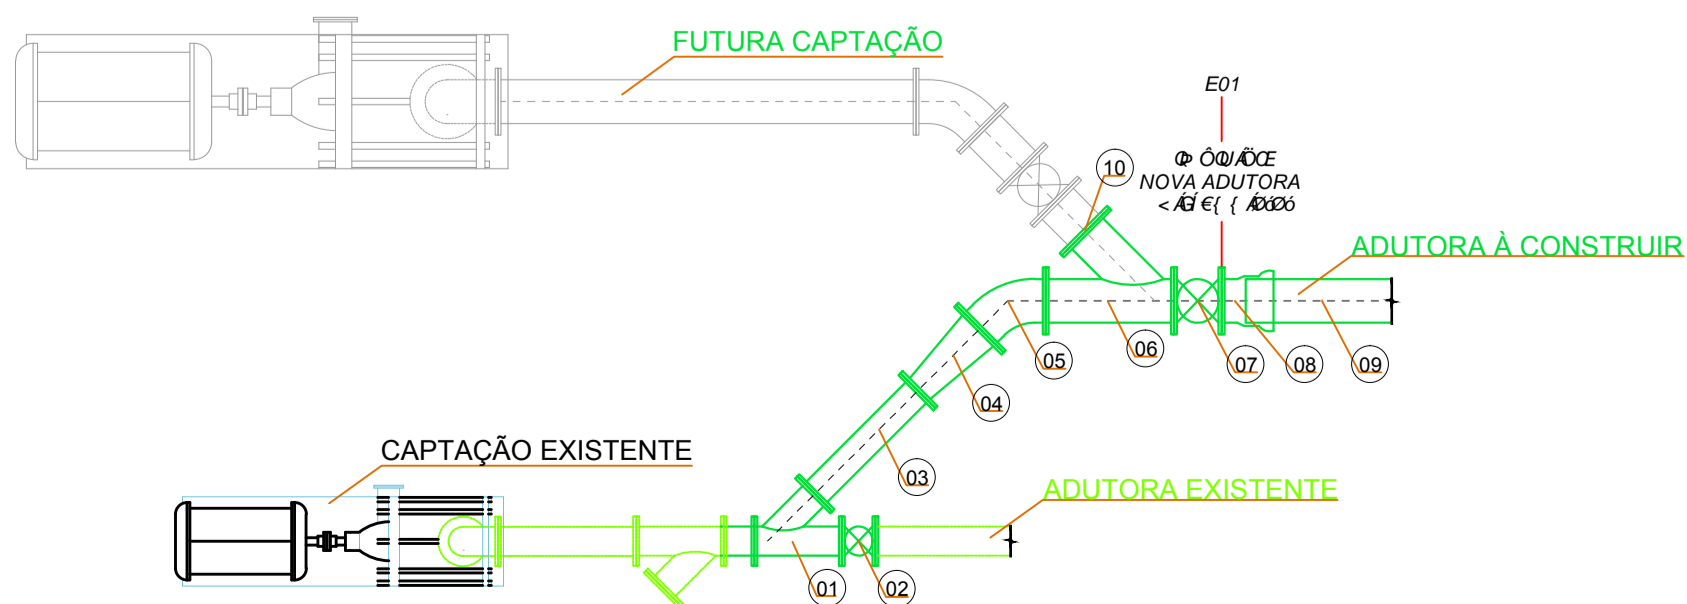 FUTURA CAPTAÇÃO
E01
10
NOVA ADUTORA
ADUTORA À CONSTRUIR
05
06
07
08
09
04
CAPTAÇÃO EXISTENTE
03
ADUTORA EXISTENTE
01
02